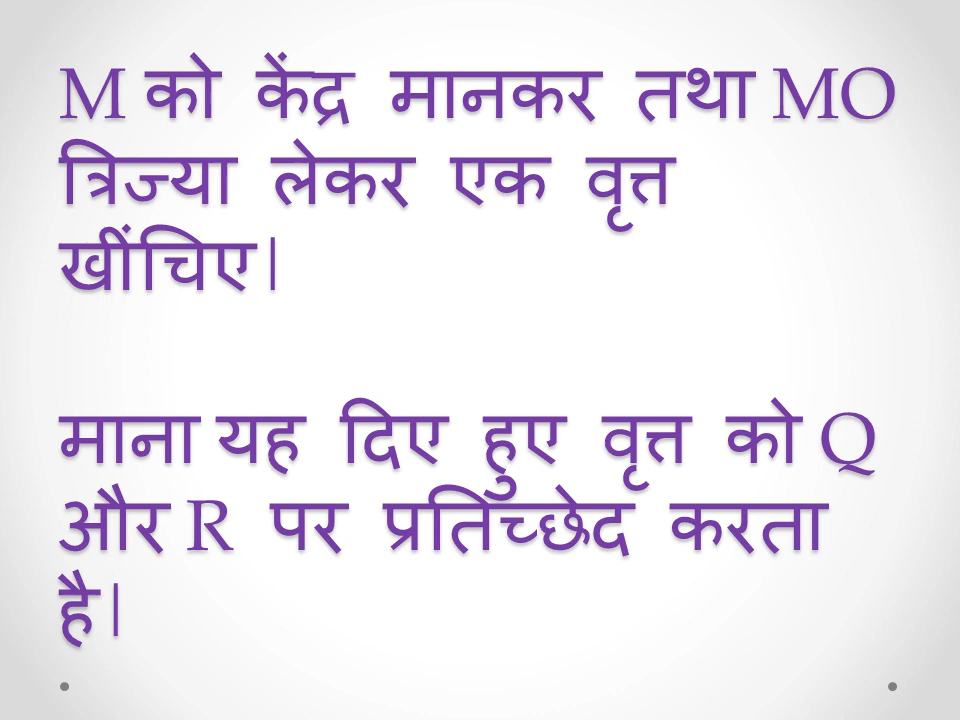 M को केंद्र मानकर तथा MO
त्रिज्या लेकर एक वृत्त
खींचिए|
माना यह दिए हुए वृत्त को Q
और R पर प्रतिच्छेद करता
है|